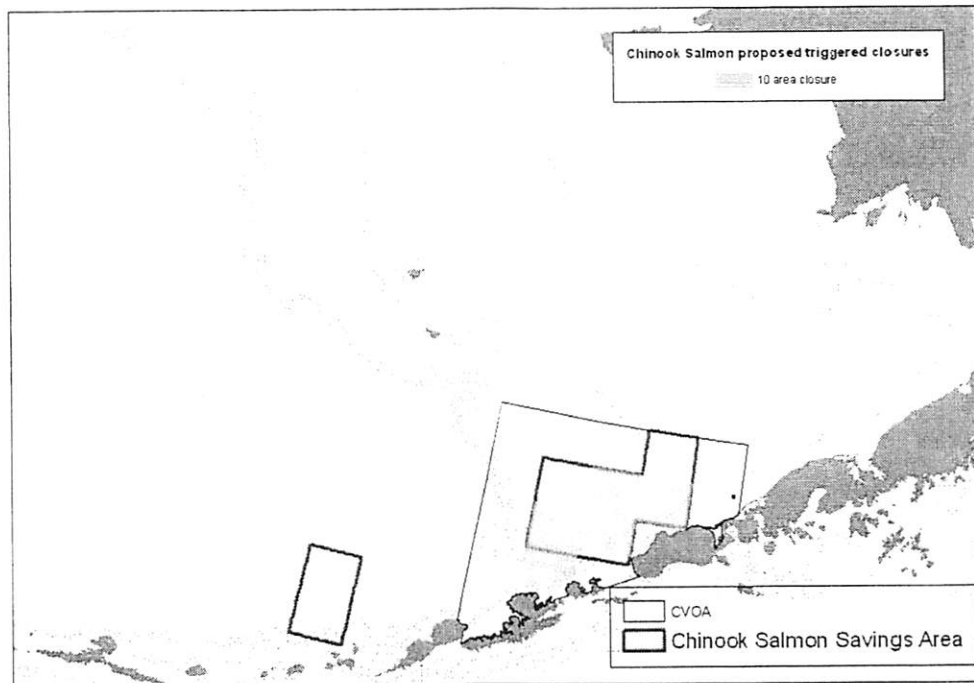 Chinook Salmon proposed triggered closures
10 area closure
CVOA
Chinook Salmon Savings Area